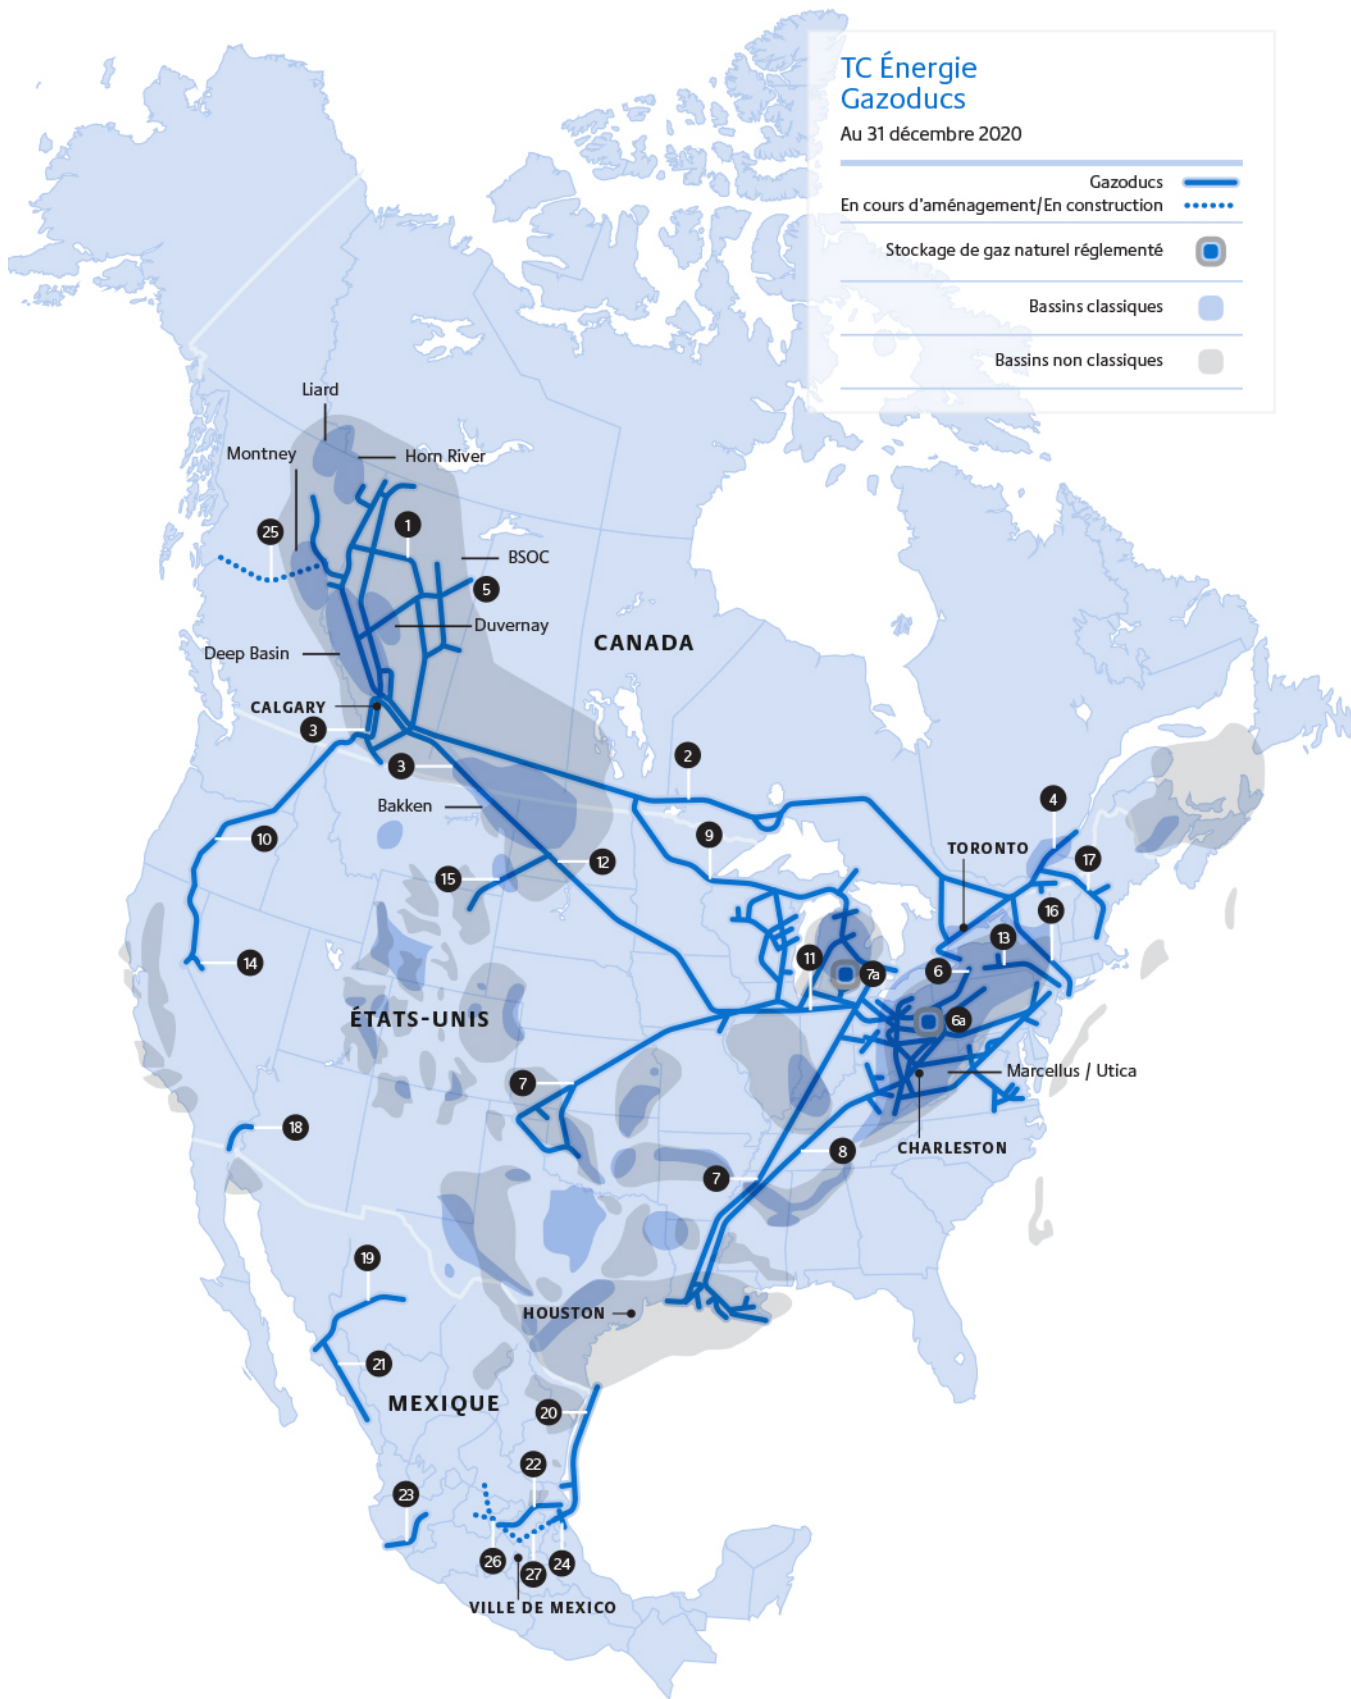 TC Énergie
Gazoducs
Au 31 décembre 2020
Gazoducs
En cours d'aménagement/En construction
Stockage de gaz naturel réglementé
Bassins classiques
Bassins non classiques
Liard
Montney
Horn River
25
1
BSOC
5
Duvernay
CANADA
Deep Basin
CALGARY
3
2
3
4
Bakken
9
10
TORONTO
17
12
15
16
13
11
14
6
7a
ÉTATS-UNIS
6a
Marcellus / Utica
7
18
CHARLESTON
8
7
19
HOUSTON
21
MEXIQUE
20
22
23
26
27
24
VILLE DE MEXICO